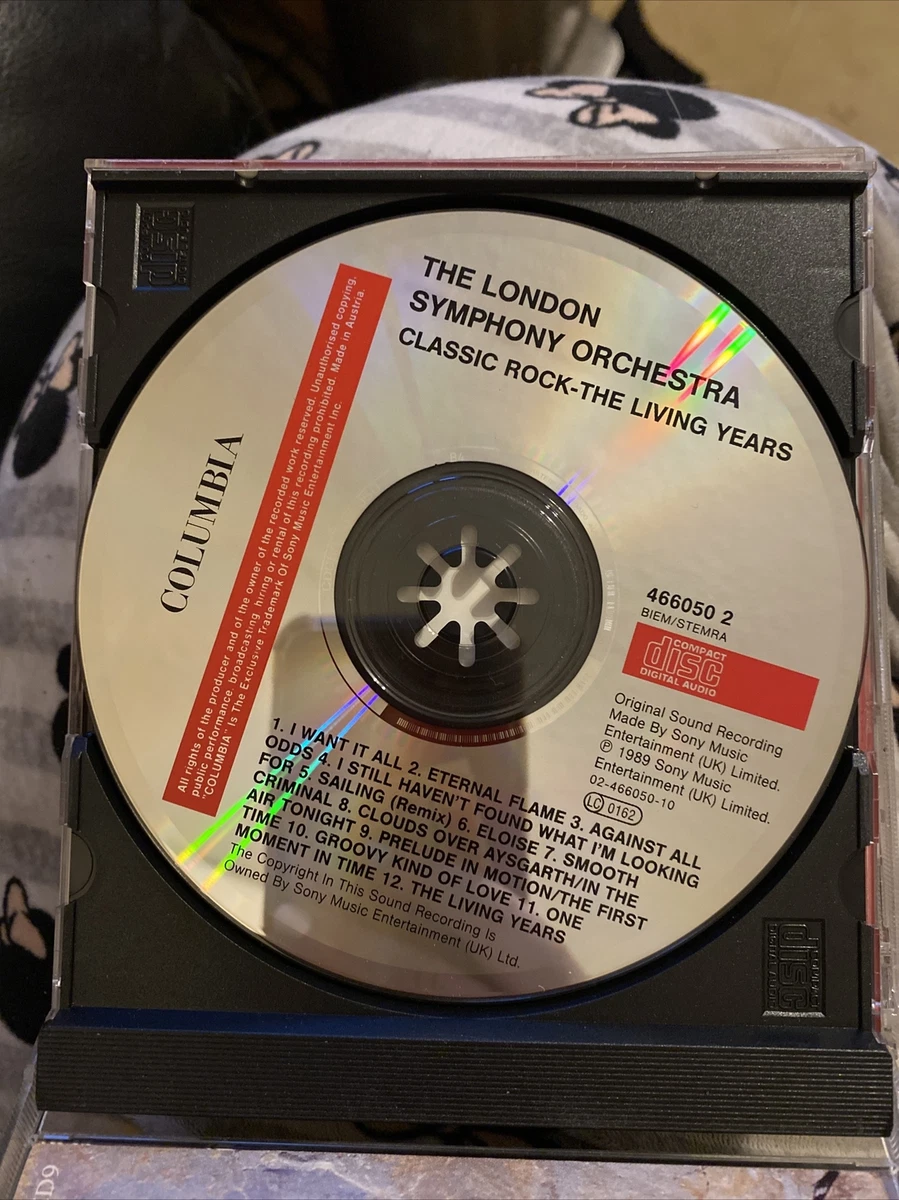 THE LONDON
SYMPHONY ORCHESTRA
CLASSIC ROCK-THE LIVING YEARS
COLUMBIA
All rights of the producer and of the owner of the recorded work reserved. Unauthorised copying,
public performance, broadcasting, hiring or rental of this recording prohibited. Made in Austria.
"COLUMBIA" Is The Exclusive Trademark Of Sony Music Entertainment Inc.
466050 2
BIEM/STEMRA
COMPACT
disc
DIGITAL AUDIO
Original Sound Recording
Made By Sony Music
Entertainment (UK) Limited.
℗ 1989 Sony Music
Entertainment (UK) Limited.
02-466050-10
LC 0162
1. I WANT IT ALL 2. ETERNAL FLAME 3. AGAINST ALL
ODDS 4. I STILL HAVEN'T FOUND WHAT I'M LOOKING
FOR 5. SAILING (Remix) 6. ELOISE 7. SMOOTH
CRIMINAL 8. CLOUDS OVER AYSGARTH/IN THE
AIR TONIGHT 9. PRELUDE IN MOTION/THE FIRST
TIME 10. GROOVY KIND OF LOVE 11. ONE
MOMENT IN TIME 12. THE LIVING YEARS
The Copyright In This Sound Recording Is
Owned By Sony Music Entertainment (UK) Ltd.
disc
disc